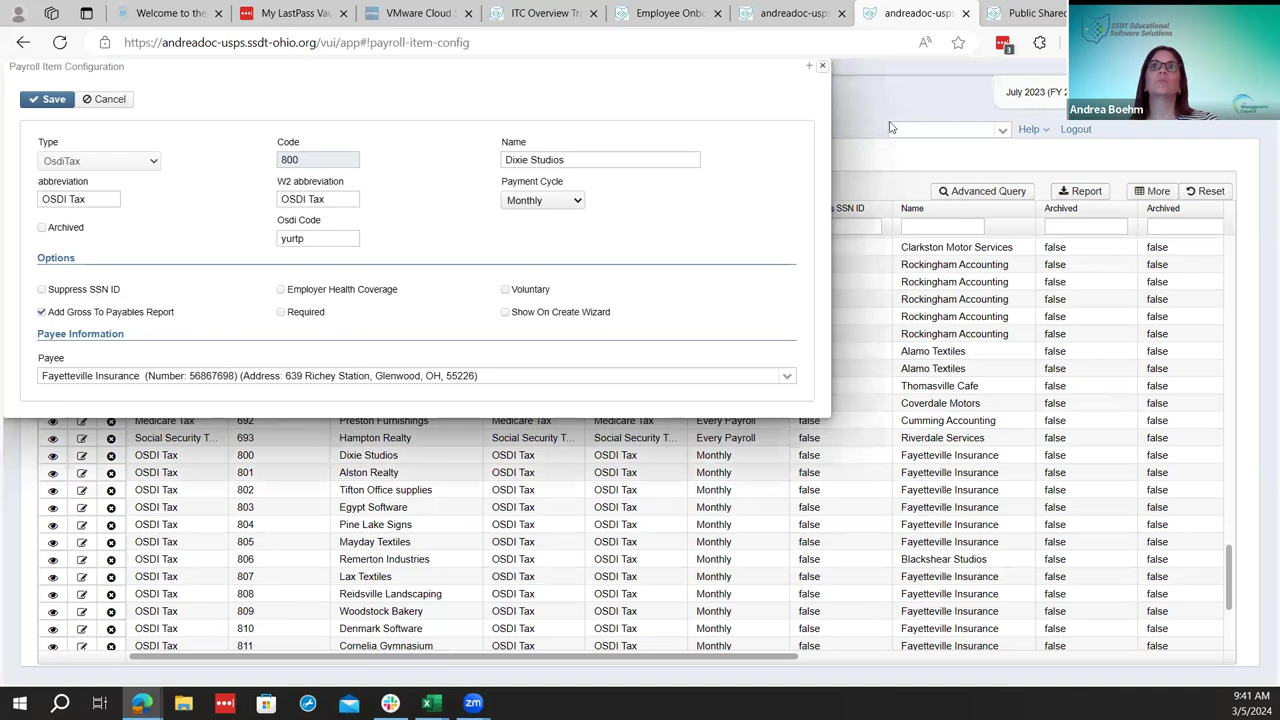 Welcome to the
My LastPass Vau
VMware Cloud S
ITC Overview Tra
Employer Onbo
andreadoc-usps
andreadoc-usps
Public Shared
https://andreadoc-usps.ssdt-ohio.org/vui/app#!payroll-item-config
3
SSDT Educational
Software Solutions
Andrea Boehm
July 2023 (FY 2
Help
Logout
Payroll Item Configuration
Save
Cancel
Type
Code
Name
OsdiTax
800
Dixie Studios
abbreviation
W2 abbreviation
Payment Cycle
OSDI Tax
OSDI Tax
Monthly
Osdi Code
Archived
yurtp
Options
Suppress SSN ID
Employer Health Coverage
Voluntary
Add Gross To Payables Report
Required
Show On Create Wizard
Payee Information
Payee
Fayetteville Insurance (Number: 56867698) (Address: 639 Richey Station, Glenwood, OH, 55226)
Advanced Query
Report
More
Reset
s SSN ID Name Archived Archived
Clarkston Motor Services false false
Rockingham Accounting false false
Rockingham Accounting false false
Rockingham Accounting false false
Rockingham Accounting false false
Rockingham Accounting false false
Alamo Textiles false false
Alamo Textiles false false
Thomasville Cafe false false
Coverdale Motors false false
Medicare Tax 692 Preston Furnishings Medicare Tax Medicare Tax Every Payroll false Cumming Accounting false false
Social Security T... 693 Hampton Realty Social Security T... Social Security T... Every Payroll false Riverdale Services false false
OSDI Tax 800 Dixie Studios OSDI Tax OSDI Tax Monthly false Fayetteville Insurance false false
OSDI Tax 801 Alston Realty OSDI Tax OSDI Tax Monthly false Fayetteville Insurance false false
OSDI Tax 802 Tifton Office supplies OSDI Tax OSDI Tax Monthly false Fayetteville Insurance false false
OSDI Tax 803 Egypt Software OSDI Tax OSDI Tax Monthly false Fayetteville Insurance false false
OSDI Tax 804 Pine Lake Signs OSDI Tax OSDI Tax Monthly false Fayetteville Insurance false false
OSDI Tax 805 Mayday Textiles OSDI Tax OSDI Tax Monthly false Fayetteville Insurance false false
OSDI Tax 806 Remerton Industries OSDI Tax OSDI Tax Monthly false Blackshear Studios false false
OSDI Tax 807 Lax Textiles OSDI Tax OSDI Tax Monthly false Fayetteville Insurance false false
OSDI Tax 808 Reidsville Landscaping OSDI Tax OSDI Tax Monthly false Fayetteville Insurance false false
OSDI Tax 809 Woodstock Bakery OSDI Tax OSDI Tax Monthly false Fayetteville Insurance false false
OSDI Tax 810 Denmark Software OSDI Tax OSDI Tax Monthly false Fayetteville Insurance false false
OSDI Tax 811 Cornelia Gymnasium OSDI Tax OSDI Tax Monthly false Fayetteville Insurance false false
9:41 AM
3/5/2024